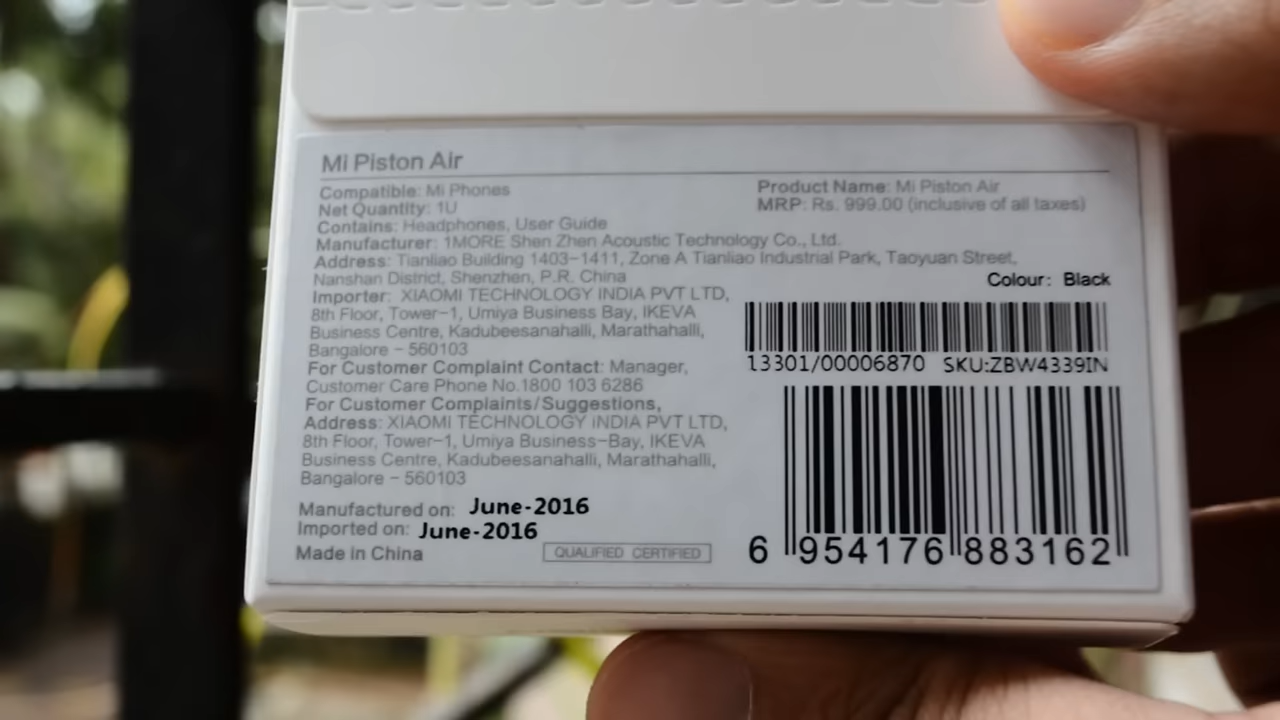 Mi Piston Air
Compatible: Mi Phones
Net Quantity: 1U
Contains: Headphones, User Guide
Product Name: Mi Piston Air
MRP: Rs. 999.00 (inclusive of all taxes)
Manufacturer: 1MORE Shen Zhen Acoustic Technology Co., Ltd.
Address: Tianliao Building 1403-1411, Zone A Tianliao Industrial Park, Taoyuan Street,
Nanshan District, Shenzhen, P.R. China
Colour: Black
Importer: XIAOMI TECHNOLOGY INDIA PVT LTD,
8th Floor, Tower-1, Umiya Business Bay, IKEVA
Business Centre, Kadubeesanahalli, Marathahalli,
Bangalore - 560103
For Customer Complaint Contact: Manager,
Customer Care Phone No.1800 103 6286
For Customer Complaints/Suggestions,
Address: XIAOMI TECHNOLOGY INDIA PVT LTD,
8th Floor, Tower-1, Umiya Business-Bay, IKEVA
Business Centre, Kadubeesanahalli, Marathahalli,
Bangalore - 560103
Manufactured on: June-2016
Imported on: June-2016
Made in China
QUALIFIED CERTIFIED
13301/00006870 SKU:ZBW4339IN
6 954176 883162